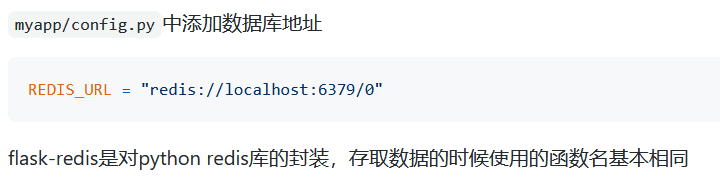 myapp/config.py中添加数据库地址
REDIS_URL = "redis://localhost:6379/0"
flask-redis是对python redis库的封装，存取数据的时候使用的函数名基本相同